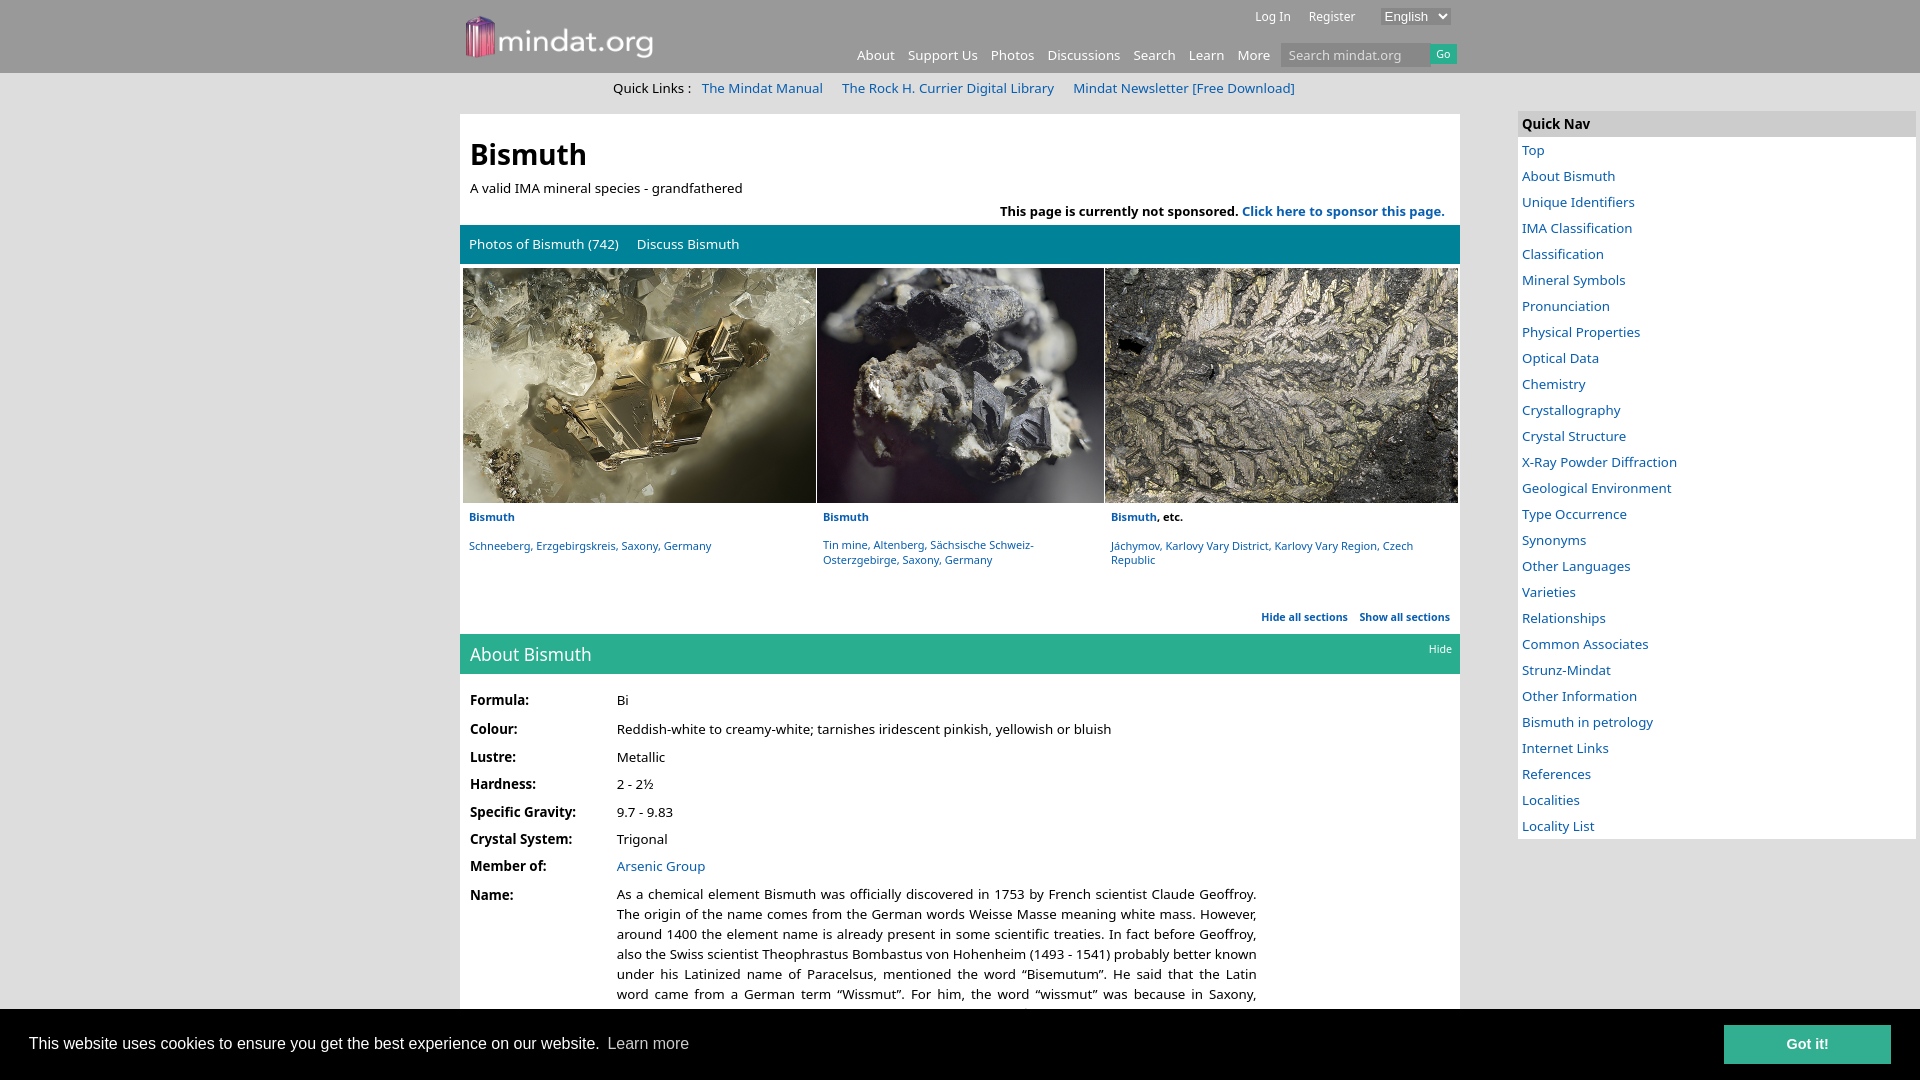 mindat.org
Log In Register English
About Support Us Photos Discussions Search Learn More Search mindat.org Go
Quick Links : The Mindat Manual The Rock H. Currier Digital Library Mindat Newsletter [Free Download]
Bismuth
A valid IMA mineral species - grandfathered
This page is currently not sponsored. Click here to sponsor this page.
Photos of Bismuth (742) Discuss Bismuth
Bismuth
Schneeberg, Erzgebirgskreis, Saxony, Germany
Bismuth
Tin mine, Altenberg, Sächsische Schweiz-
Osterzgebirge, Saxony, Germany
Bismuth, etc.
Jáchymov, Karlovy Vary District, Karlovy Vary Region, Czech
Republic
Hide all sections Show all sections
About Bismuth Hide
Formula: Bi
Colour: Reddish-white to creamy-white; tarnishes iridescent pinkish, yellowish or bluish
Lustre: Metallic
Hardness: 2 - 2½
Specific Gravity: 9.7 - 9.83
Crystal System: Trigonal
Member of: Arsenic Group
Name: As a chemical element Bismuth was officially discovered in 1753 by French scientist Claude Geoffroy.
The origin of the name comes from the German words Weisse Masse meaning white mass. However,
around 1400 the element name is already present in some scientific treaties. In fact before Geoffroy,
also the Swiss scientist Theophrastus Bombastus von Hohenheim (1493 - 1541) probably better known
under his Latinized name of Paracelsus, mentioned the word “Bisemutum”. He said that the Latin
word came from a German term “Wissmut”. For him, the word “wissmut” was because in Saxony,
Quick Nav
Top
About Bismuth
Unique Identifiers
IMA Classification
Classification
Mineral Symbols
Pronunciation
Physical Properties
Optical Data
Chemistry
Crystallography
Crystal Structure
X-Ray Powder Diffraction
Geological Environment
Type Occurrence
Synonyms
Other Languages
Varieties
Relationships
Common Associates
Strunz-Mindat
Other Information
Bismuth in petrology
Internet Links
References
Localities
Locality List
This website uses cookies to ensure you get the best experience on our website. Learn more
Got it!